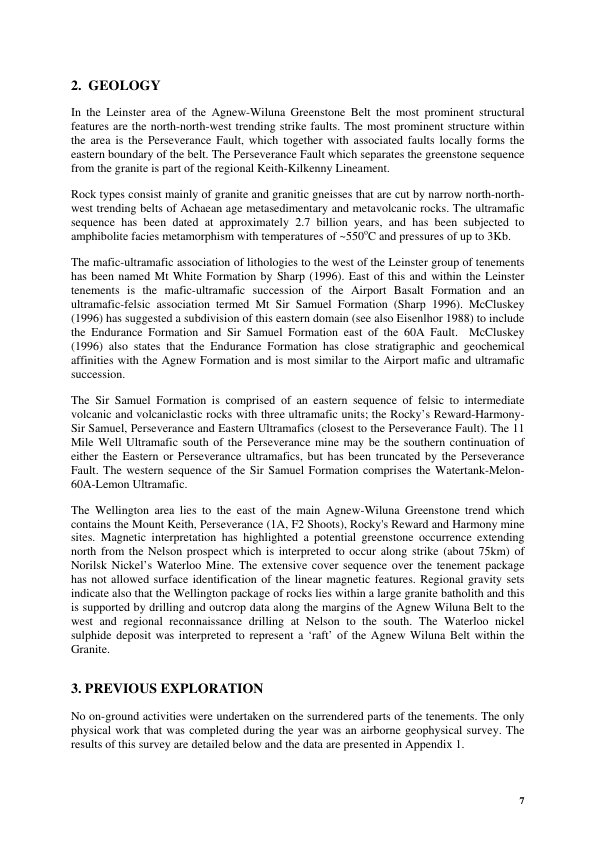 2. GEOLOGY
In the Leinster area of the Agnew-Wiluna Greenstone Belt the most prominent structural
features are the north-north-west trending strike faults. The most prominent structure within
the area is the Perseverance Fault, which together with associated faults locally forms the
eastern boundary of the belt. The Perseverance Fault which separates the greenstone sequence
from the granite is part of the regional Keith-Kilkenny Lineament.
Rock types consist mainly of granite and granitic gneisses that are cut by narrow north-north-
west trending belts of Achaean age metasedimentary and metavolcanic rocks. The ultramafic
sequence has been dated at approximately 2.7 billion years, and has been subjected to
amphibolite facies metamorphism with temperatures of ~550°C and pressures of up to 3Kb.
The mafic-ultramafic association of lithologies to the west of the Leinster group of tenements
has been named Mt White Formation by Sharp (1996). East of this and within the Leinster
tenements is the mafic-ultramafic succession of the Airport Basalt Formation and an
ultramafic-felsic association termed Mt Sir Samuel Formation (Sharp 1996). McCluskey
(1996) has suggested a subdivision of this eastern domain (see also Eisenlhor 1988) to include
the Endurance Formation and Sir Samuel Formation east of the 60A Fault. McCluskey
(1996) also states that the Endurance Formation has close stratigraphic and geochemical
affinities with the Agnew Formation and is most similar to the Airport mafic and ultramafic
succession.
The Sir Samuel Formation is comprised of an eastern sequence of felsic to intermediate
volcanic and volcaniclastic rocks with three ultramafic units; the Rocky's Reward-Harmony-
Sir Samuel, Perseverance and Eastern Ultramafics (closest to the Perseverance Fault). The 11
Mile Well Ultramafic south of the Perseverance mine may be the southern continuation of
either the Eastern or Perseverance ultramafics, but has been truncated by the Perseverance
Fault. The western sequence of the Sir Samuel Formation comprises the Watertank-Melon-
60A-Lemon Ultramafic.
The Wellington area lies to the east of the main Agnew-Wiluna Greenstone trend which
contains the Mount Keith, Perseverance (1A, F2 Shoots), Rocky's Reward and Harmony mine
sites. Magnetic interpretation has highlighted a potential greenstone occurrence extending
north from the Nelson prospect which is interpreted to occur along strike (about 75km) of
Norilsk Nickel's Waterloo Mine. The extensive cover sequence over the tenement package
has not allowed surface identification of the linear magnetic features. Regional gravity sets
indicate also that the Wellington package of rocks lies within a large granite batholith and this
is supported by drilling and outcrop data along the margins of the Agnew Wiluna Belt to the
west and regional reconnaissance drilling at Nelson to the south. The Waterloo nickel
sulphide deposit was interpreted to represent a 'raft' of the Agnew Wiluna Belt within the
Granite.
3. PREVIOUS EXPLORATION
No on-ground activities were undertaken on the surrendered parts of the tenements. The only
physical work that was completed during the year was an airborne geophysical survey. The
results of this survey are detailed below and the data are presented in Appendix 1.
7